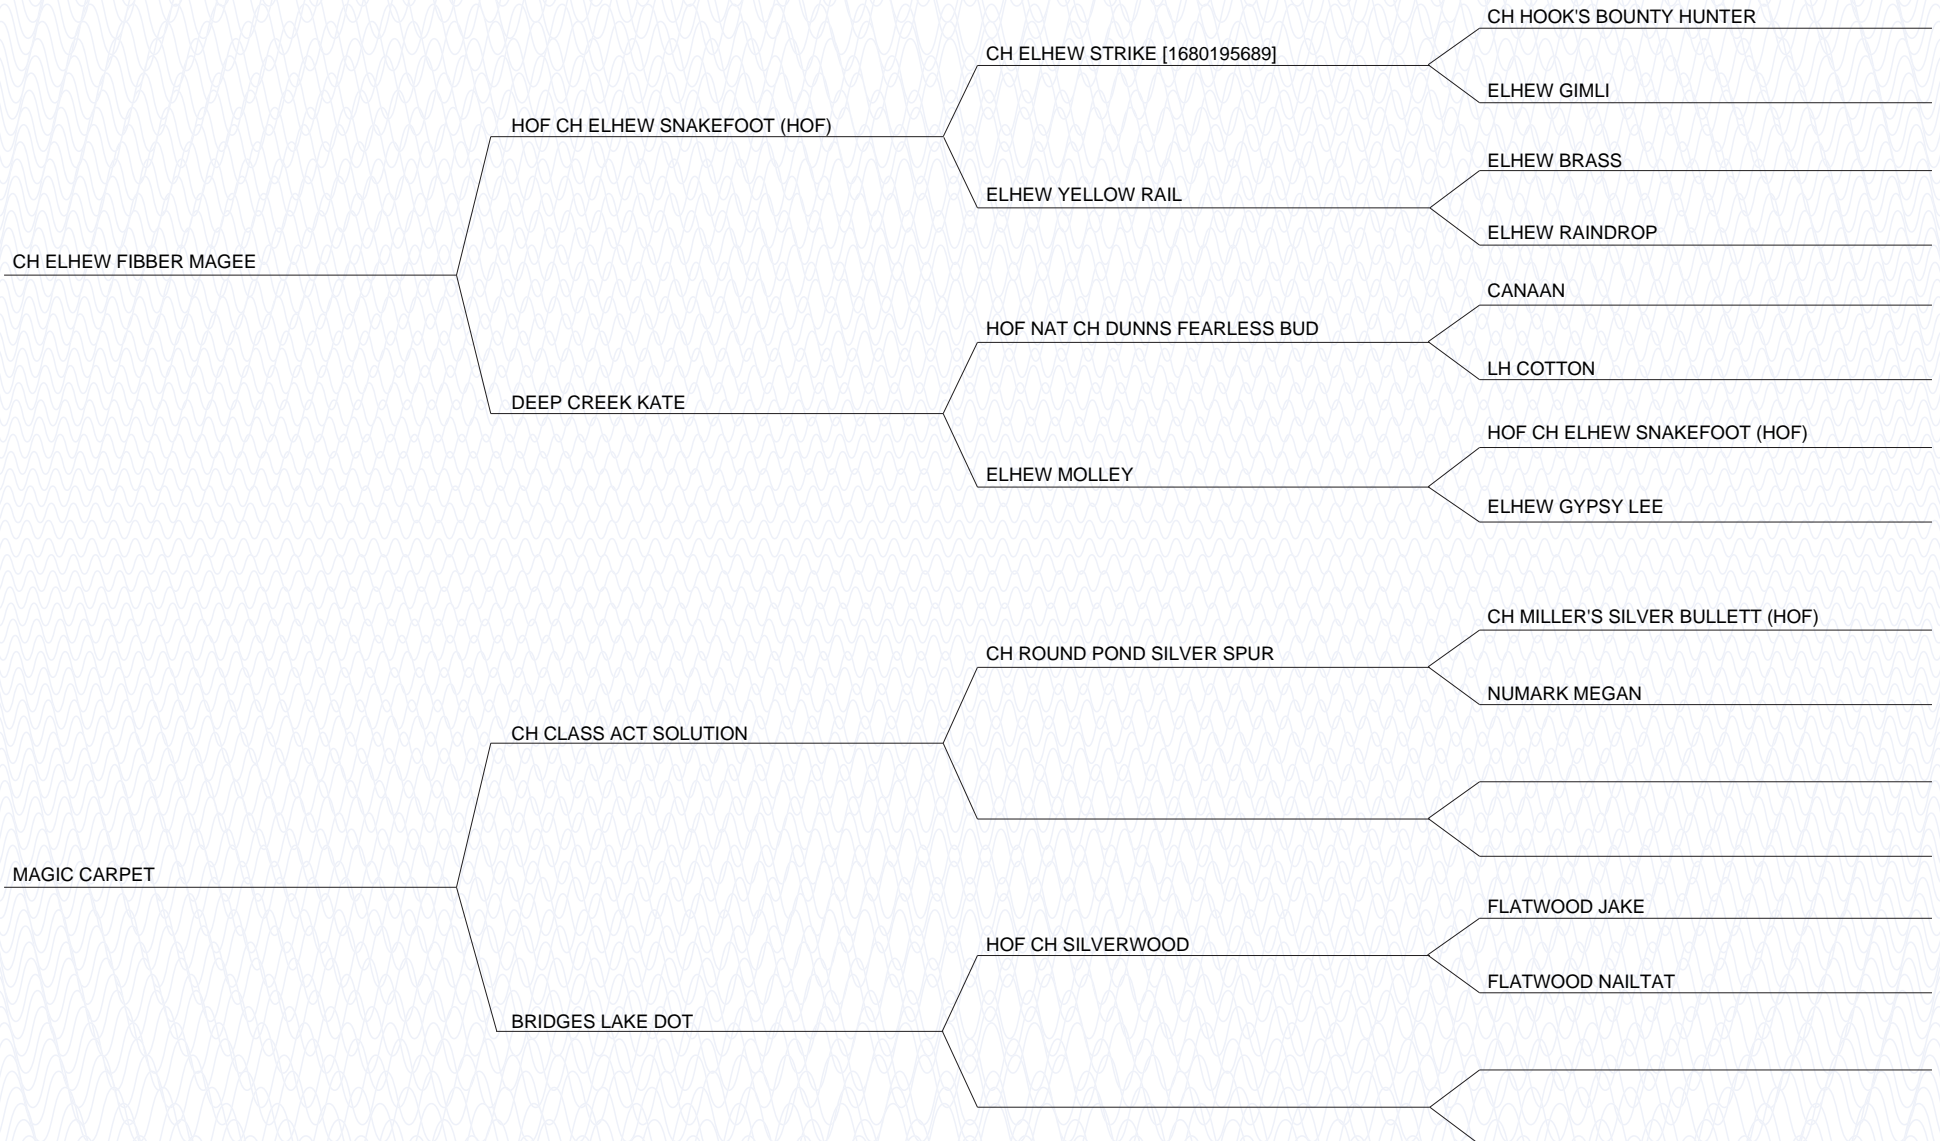 CH HOOK'S BOUNTY HUNTER
CH ELHEW STRIKE [1680195689]
ELHEW GIMLI
HOF CH ELHEW SNAKEFOOT (HOF)
ELHEW BRASS
ELHEW YELLOW RAIL
ELHEW RAINDROP
CH ELHEW FIBBER MAGEE
CANAAN
HOF NAT CH DUNNS FEARLESS BUD
LH COTTON
DEEP CREEK KATE
HOF CH ELHEW SNAKEFOOT (HOF)
ELHEW MOLLEY
ELHEW GYPSY LEE
CH MILLER'S SILVER BULLETT (HOF)
CH ROUND POND SILVER SPUR
NUMARK MEGAN
CH CLASS ACT SOLUTION
MAGIC CARPET
FLATWOOD JAKE
HOF CH SILVERWOOD
FLATWOOD NAILTAT
BRIDGES LAKE DOT